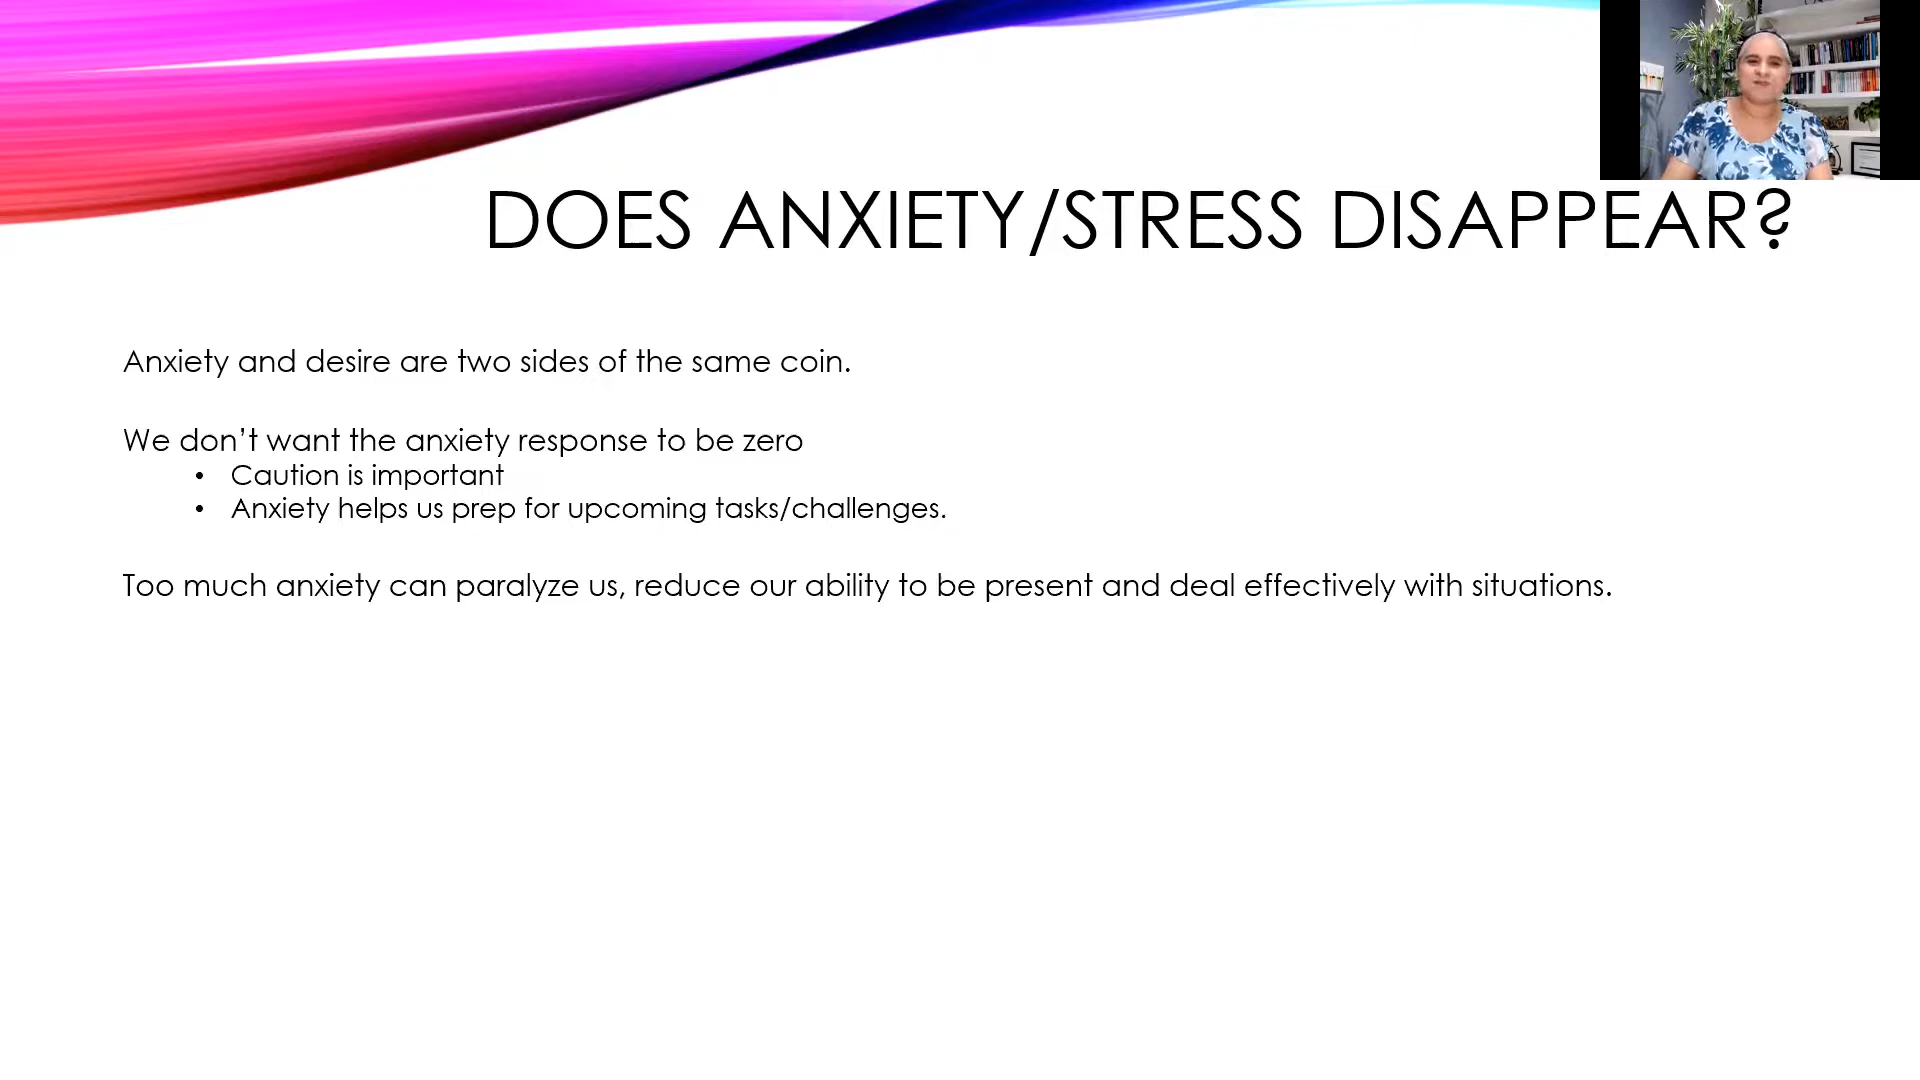 DOES ANXIETY/STRESS DISAPPEAR?
Anxiety and desire are two sides of the same coin.
We don’t want the anxiety response to be zero
• Caution is important
• Anxiety helps us prep for upcoming tasks/challenges.
Too much anxiety can paralyze us, reduce our ability to be present and deal effectively with situations.